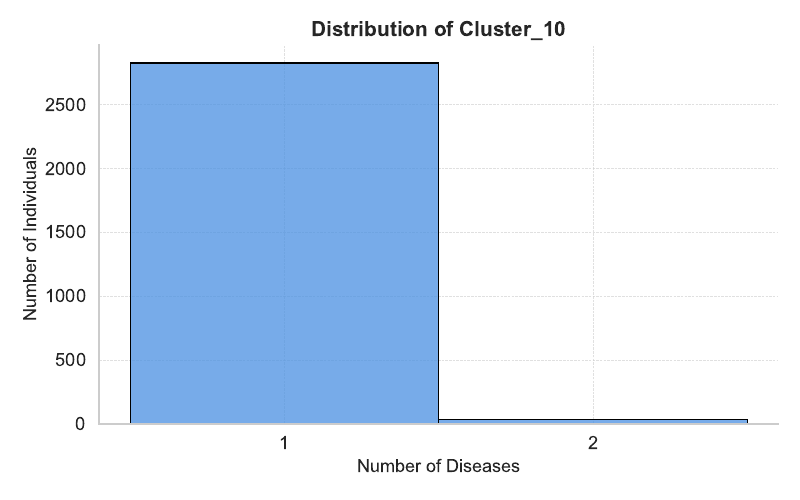 Distribution of Cluster_10
Number of Individuals
2500
2000
1500
1000
500
0
1 2
Number of Diseases